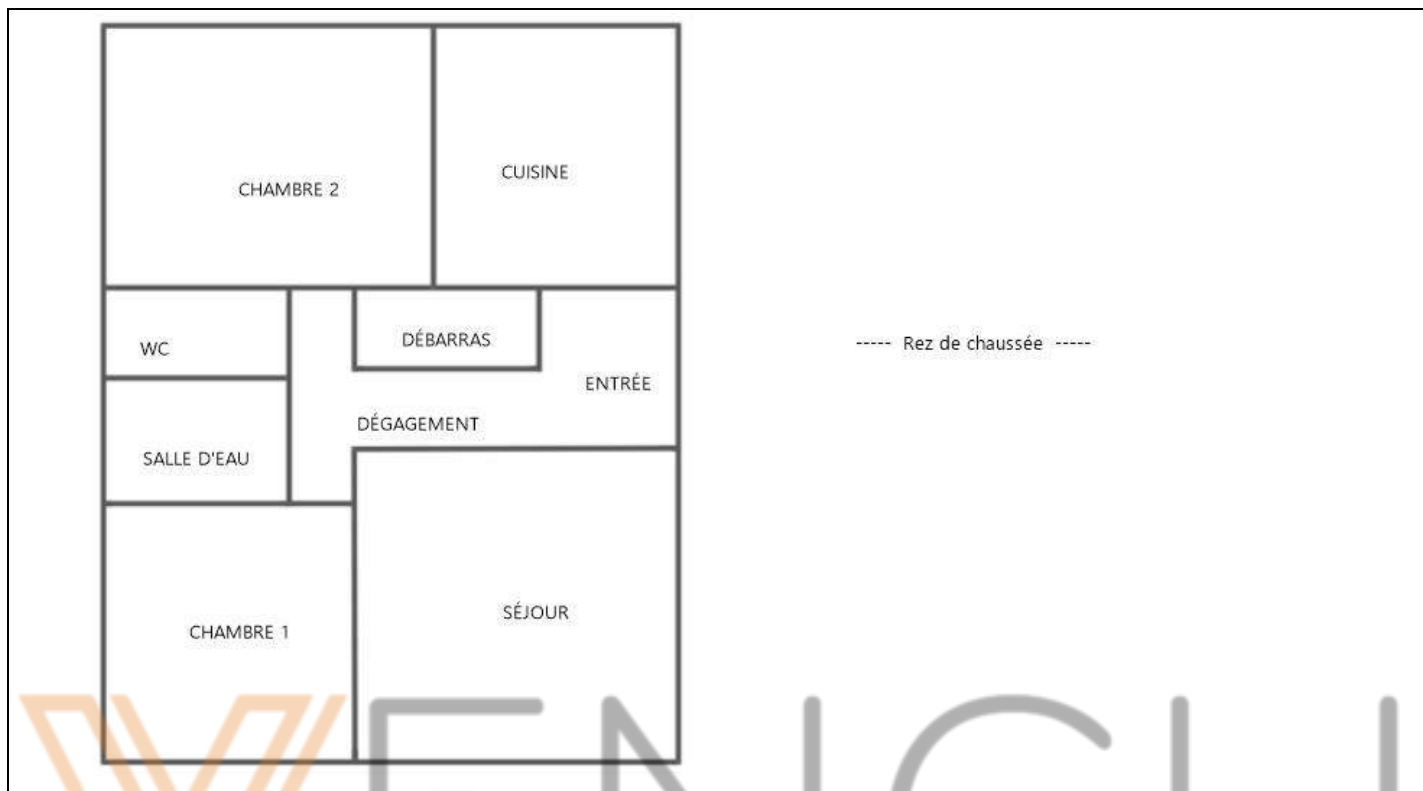 CUISINE
CHAMBRE 2
DÉBARRAS
WC
----- Rez de chaussée -----
ENTRÉE
DÉGAGEMENT
SALLE D'EAU
SÉJOUR
CHAMBRE 1